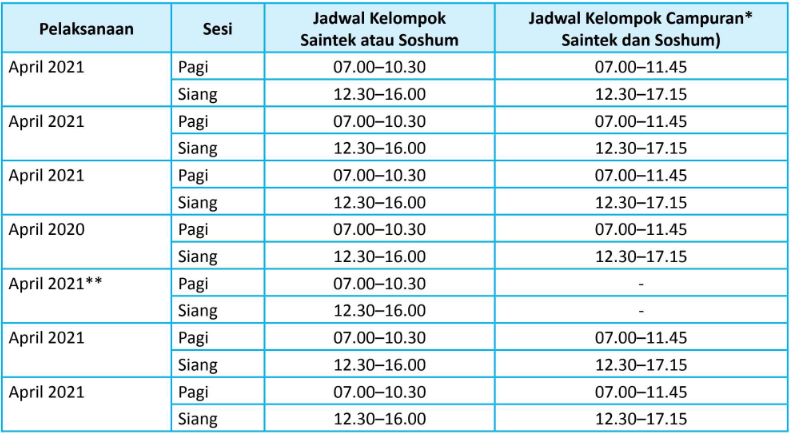 Pelaksanaan Sesi Jadwal Kelompok Saintek atau Soshum Jadwal Kelompok Campuran* Saintek dan Soshum)
April 2021 Pagi 07.00–10.30 07.00–11.45
Siang 12.30–16.00 12.30–17.15
April 2021 Pagi 07.00–10.30 07.00–11.45
Siang 12.30–16.00 12.30–17.15
April 2021 Pagi 07.00–10.30 07.00–11.45
Siang 12.30–16.00 12.30–17.15
April 2020 Pagi 07.00–10.30 07.00–11.45
Siang 12.30–16.00 12.30–17.15
April 2021** Pagi 07.00–10.30 -
Siang 12.30–16.00 -
April 2021 Pagi 07.00–10.30 07.00–11.45
Siang 12.30–16.00 12.30–17.15
April 2021 Pagi 07.00–10.30 07.00–11.45
Siang 12.30–16.00 12.30–17.15